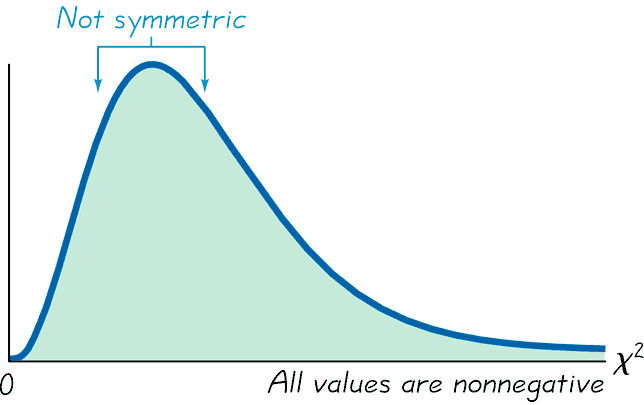 Not symmetric
χ²
0
All values are nonnegative